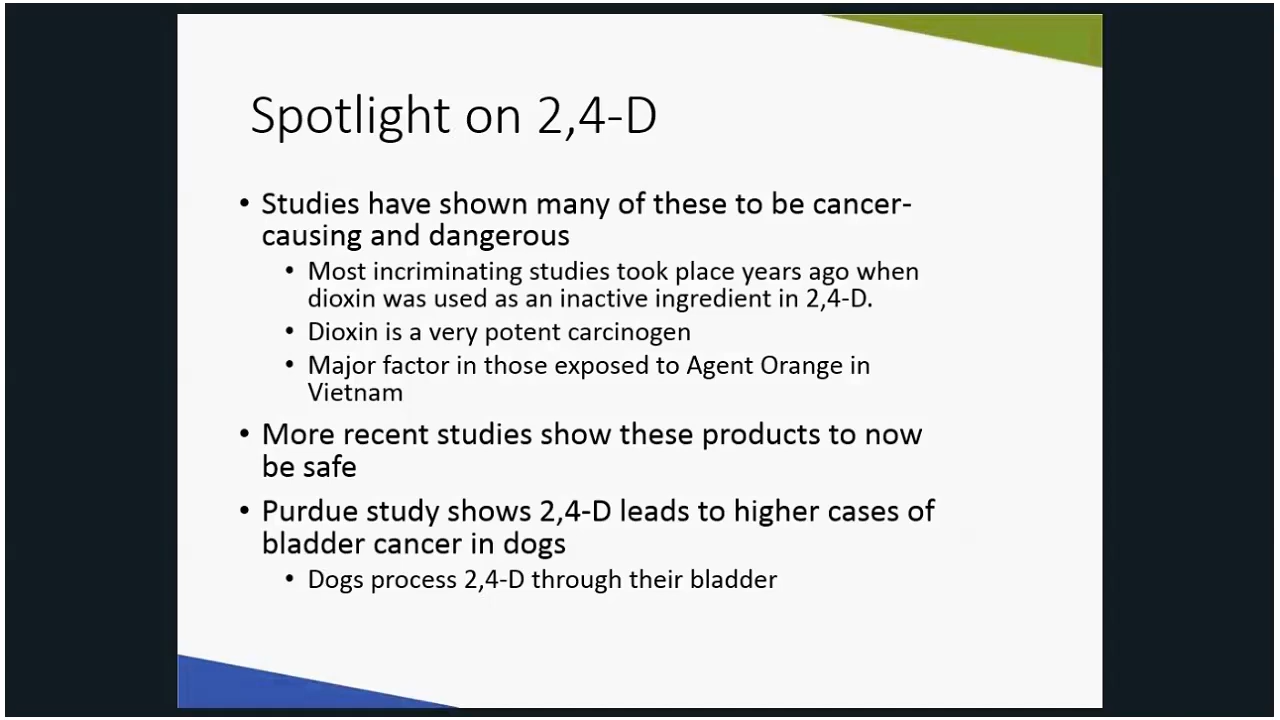 Spotlight on 2,4-D
• Studies have shown many of these to be cancer-
causing and dangerous
• Most incriminating studies took place years ago when
dioxin was used as an inactive ingredient in 2,4-D.
• Dioxin is a very potent carcinogen
• Major factor in those exposed to Agent Orange in
Vietnam
• More recent studies show these products to now
be safe
• Purdue study shows 2,4-D leads to higher cases of
bladder cancer in dogs
• Dogs process 2,4-D through their bladder